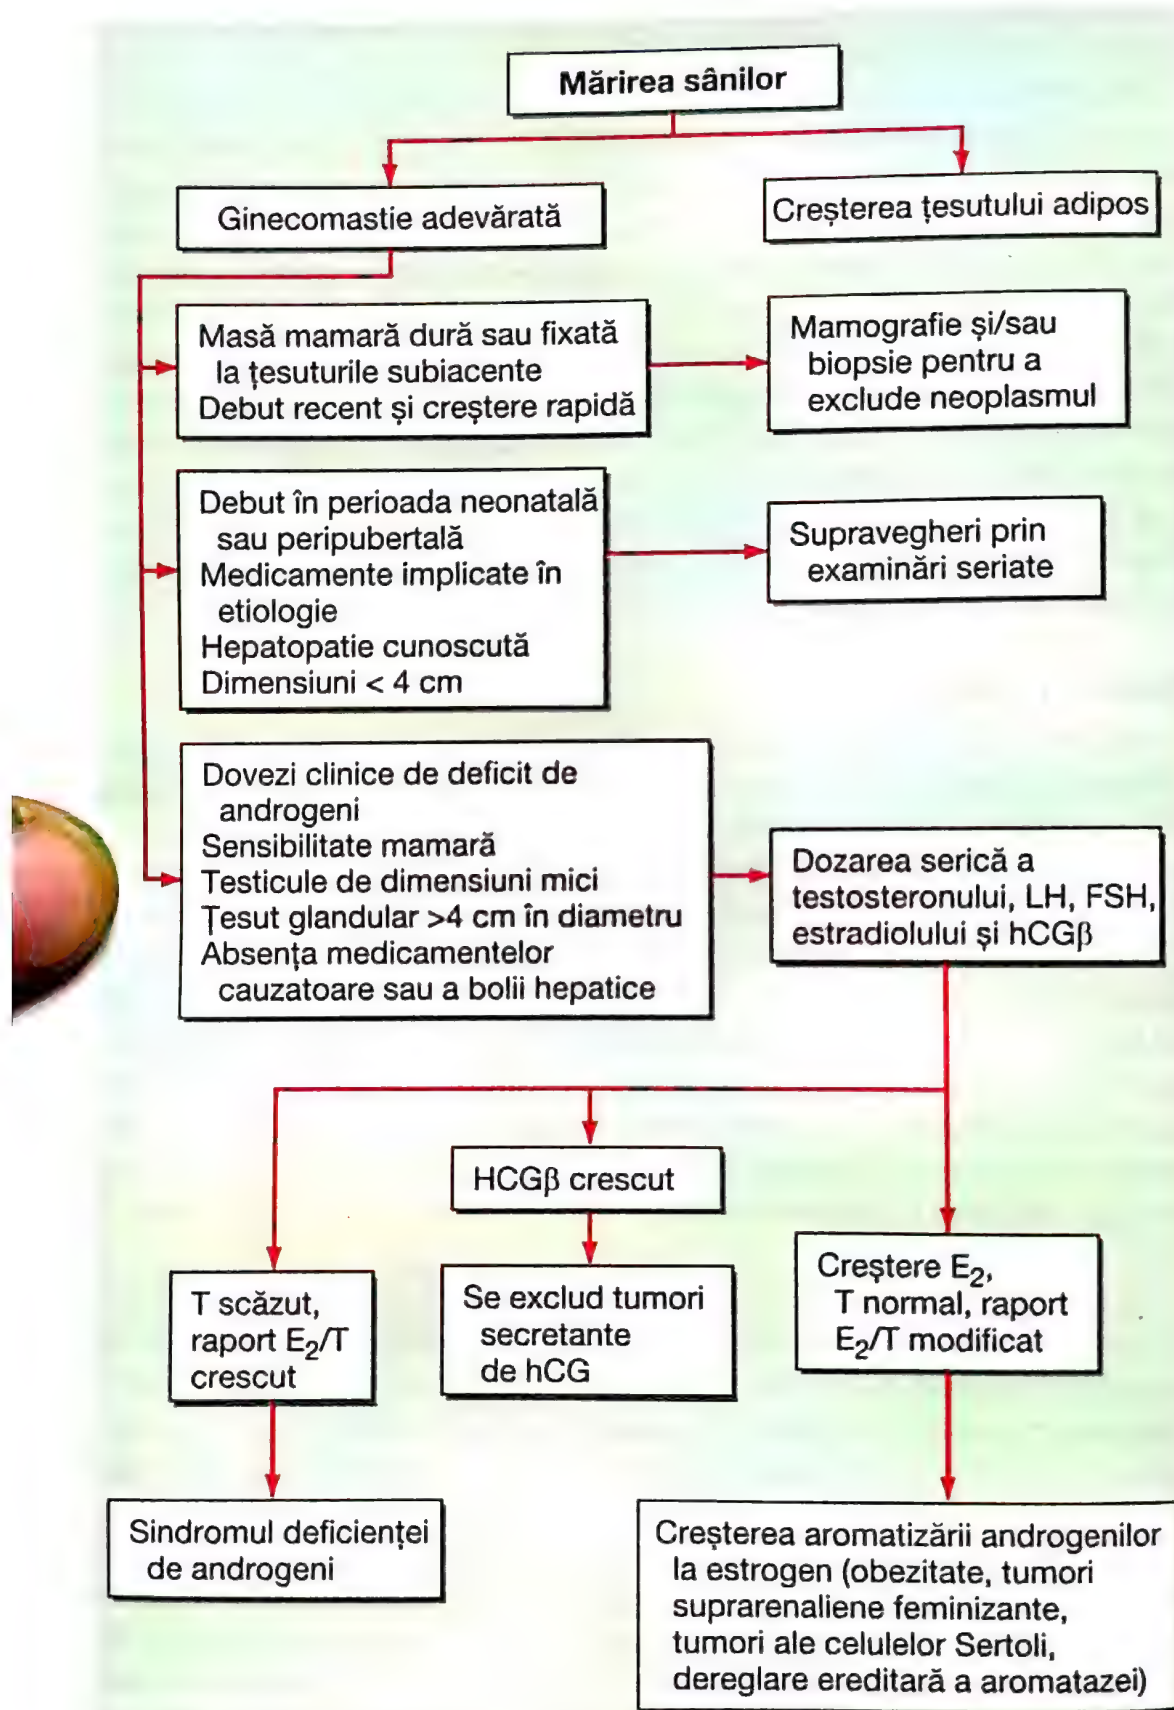 Mărirea sânilor
Ginecomastie adevărată
Creșterea țesutului adipos
Masă mamară dură sau fixată
la țesuturile subiacente
Debut recent și creștere rapidă
Mamografie și/sau
biopsie pentru a
exclude neoplasmul
Debut în perioada neonatală
sau peripubertală
Medicamente implicate în
etiologie
Hepatopatie cunoscută
Dimensiuni < 4 cm
Supravegheri prin
examinări seriate
Dovezi clinice de deficit de
androgeni
Sensibilitate mamară
Testicule de dimensiuni mici
Țesut glandular >4 cm în diametru
Absența medicamentelor
cauzatoare sau a bolii hepatice
Dozarea serică a
testosteronului, LH, FSH,
estradiolului și hCGβ
HCGβ crescut
T scăzut,
raport E₂/T
crescut
Se exclud tumori
secretante
de hCG
Creștere E₂,
T normal, raport
E₂/T modificat
Sindromul deficienței
de androgeni
Creșterea aromatizării androgenilor
la estrogen (obezitate, tumori
suprarenaliene feminizante,
tumori ale celulelor Sertoli,
dereglare ereditară a aromatazei)